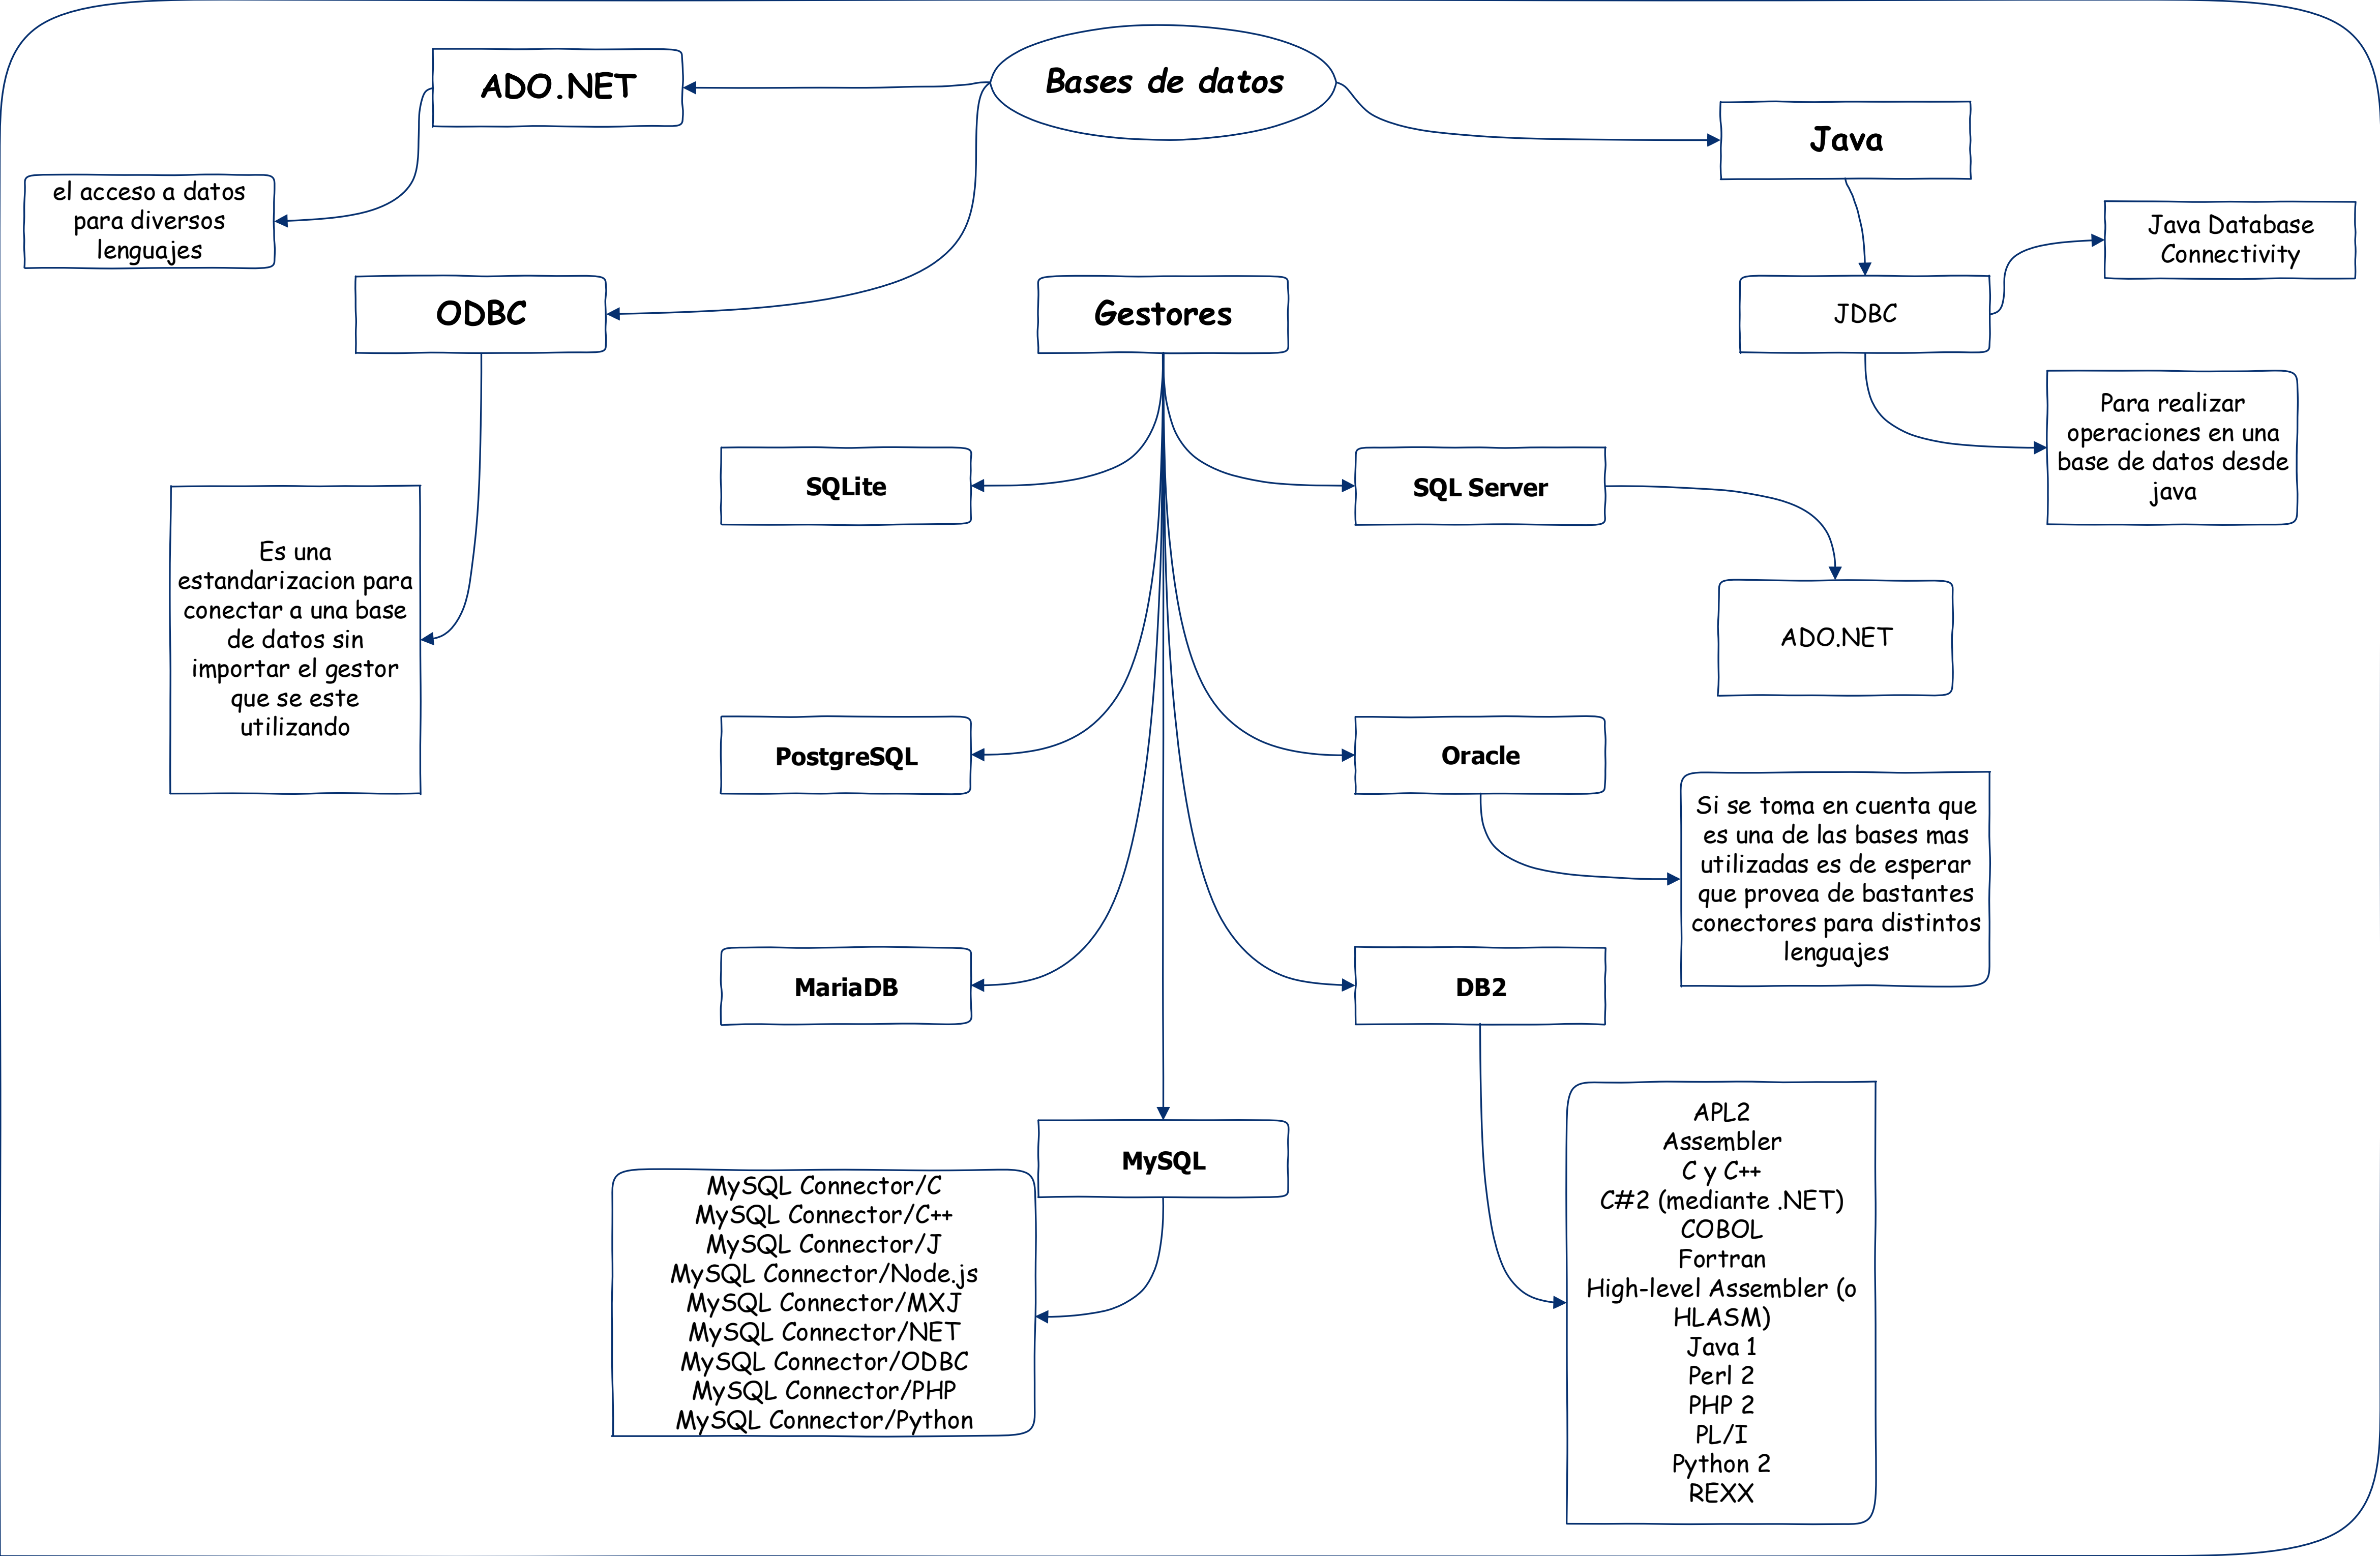 Bases de datos
ADO.NET
Java
el acceso a datos
para diversos
lenguajes
Java Database
Connectivity
ODBC
Gestores
JDBC
Para realizar
operaciones en una
base de datos desde
java
SQLite
SQL Server
Es una
estandarizacion para
conectar a una base
de datos sin
importar el gestor
que se este
utilizando
ADO.NET
PostgreSQL
Oracle
Si se toma en cuenta que
es una de las bases mas
utilizadas es de esperar
que provea de bastantes
conectores para distintos
lenguajes
MariaDB
DB2
MySQL
MySQL Connector/C
MySQL Connector/C++
MySQL Connector/J
MySQL Connector/Node.js
MySQL Connector/MXJ
MySQL Connector/NET
MySQL Connector/ODBC
MySQL Connector/PHP
MySQL Connector/Python
APL2
Assembler
C y C++
C#2 (mediante .NET)
COBOL
Fortran
High-level Assembler (o
HLASM)
Java 1
Perl 2
PHP 2
PL/I
Python 2
REXX